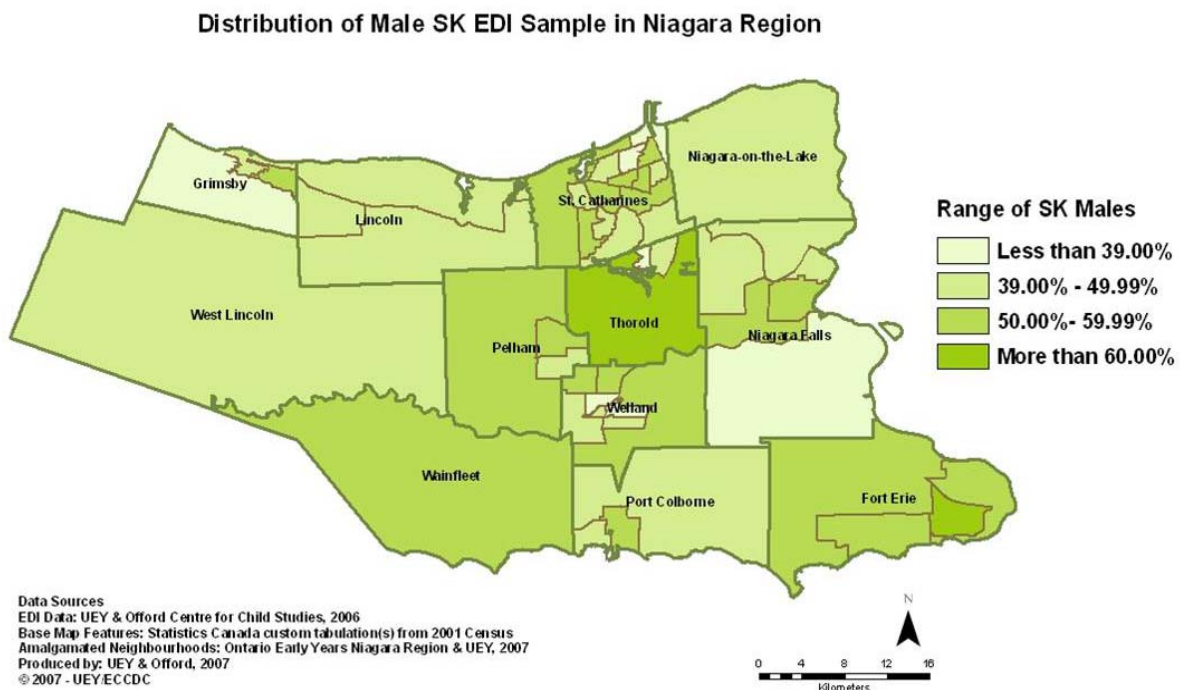 Distribution of Male SK EDI Sample in Niagara Region
Niagara-on-the-Lake
Grimsby
St. Catharines
Lincoln
West Lincoln
Thorold
Niagara Falls
Pelham
Welland
Wainfleet
Port Colborne
Fort Erie
Range of SK Males
Less than 39.00%
39.00% - 49.99%
50.00%- 59.99%
More than 60.00%
Data Sources
EDI Data: UEY & Offord Centre for Child Studies, 2006
Base Map Features: Statistics Canada custom tabulation(s) from 2001 Census
Amalgamated Neighbourhoods: Ontario Early Years Niagara Region & UEY, 2007
Produced by: UEY & Offord, 2007
© 2007 - UEY/ECCDC
N
0 2 4 8 12 16
Kilometers